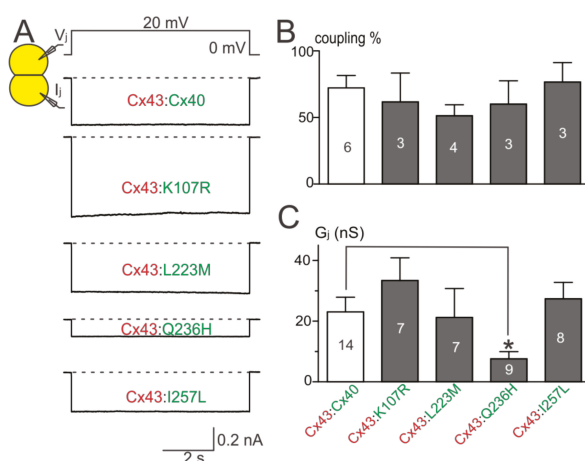 A
20 mV
Vj
0 mV
Ij
Cx43:Cx40
Cx43:K107R
Cx43:L223M
Cx43:Q236H
Cx43:I257L
0.2 nA
2 s
B
coupling %
100
50
0
6
3
4
3
3
C
Gj (nS)
40
20
0
14
7
7
*
9
8
Cx43:Cx40
Cx43:K107R
Cx43:L223M
Cx43:Q236H
Cx43:I257L